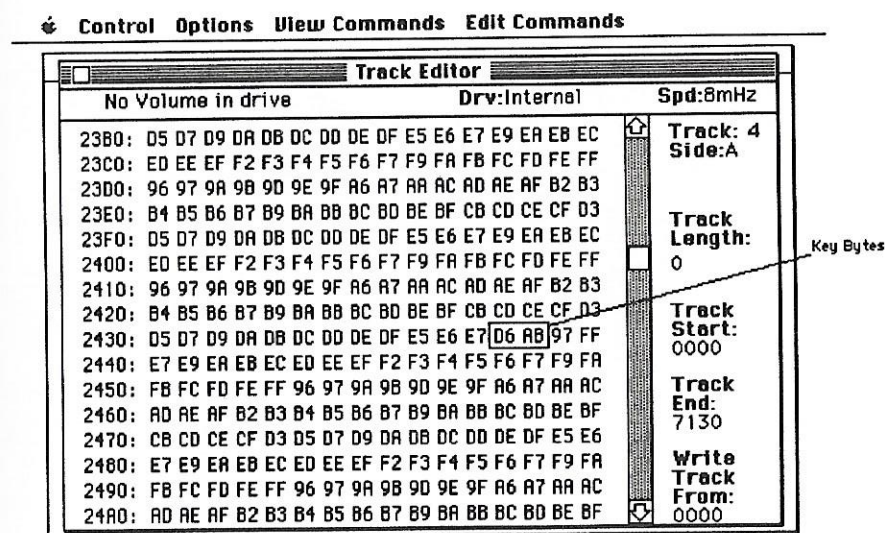 Control Options View Commands Edit Commands
Track Editor
No Volume in drive Drv:Internal Spd:8mHz
23B0: D5 D7 D9 DA DB DC DD DE DF E5 E6 E7 E9 EA EB EC
23C0: ED EE EF F2 F3 F4 F5 F6 F7 F9 FA FB FC FD FE FF
23D0: 96 97 9A 9B 9D 9E 9F A6 A7 AA AC AD AE AF B2 B3
23E0: B4 B5 B6 B7 B9 BA BB BC BD BE BF CB CD CE CF D3
23F0: D5 D7 D9 DA DB DC DD DE DF E5 E6 E7 E9 EA EB EC
2400: ED EE EF F2 F3 F4 F5 F6 F7 F9 FA FB FC FD FE FF
2410: 96 97 9A 9B 9D 9E 9F A6 A7 AA AC AD AE AF B2 B3
2420: B4 B5 B6 B7 B9 BA BB BC BD BE BF CB CD CE CF D3
2430: D5 D7 D9 DA DB DC DD DE DF E5 E6 E7 D6 AB 97 FF
2440: E7 E9 EA EB EC ED EE EF F2 F3 F4 F5 F6 F7 F9 FA
2450: FB FC FD FE FF 96 97 9A 9B 9D 9E 9F A6 A7 AA AC
2460: AD AE AF B2 B3 B4 B5 B6 B7 B9 BA BB BC BD BE BF
2470: CB CD CE CF D3 D5 D7 D9 DA DB DC DD DE DF E5 E6
2480: E7 E9 EA EB EC ED EE EF F2 F3 F4 F5 F6 F7 F9 FA
2490: FB FC FD FE FF 96 97 9A 9B 9D 9E 9F A6 A7 AA AC
24A0: AD AE AF B2 B3 B4 B5 B6 B7 B9 BA BB BC BD BE BF
Track: 4
Side:A
Track
Length:
0
Track
Start:
0000
Track
End:
7130
Write
Track
From:
0000
Key Bytes